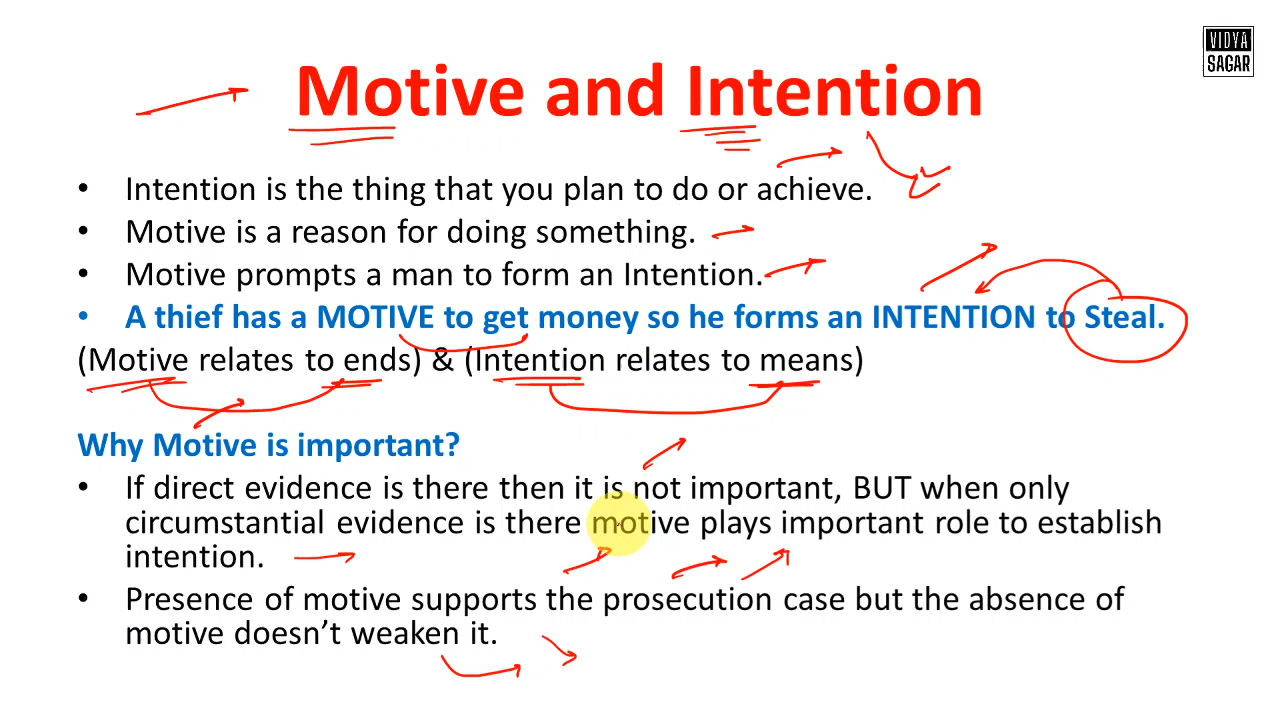 VIDYA
SAGAR
Motive and Intention
• Intention is the thing that you plan to do or achieve.
• Motive is a reason for doing something.
• Motive prompts a man to form an Intention.
• A thief has a MOTIVE to get money so he forms an INTENTION to Steal.
(Motive relates to ends) & (Intention relates to means)
Why Motive is important?
• If direct evidence is there then it is not important, BUT when only
circumstantial evidence is there motive plays important role to establish
intention.
• Presence of motive supports the prosecution case but the absence of
motive doesn’t weaken it.